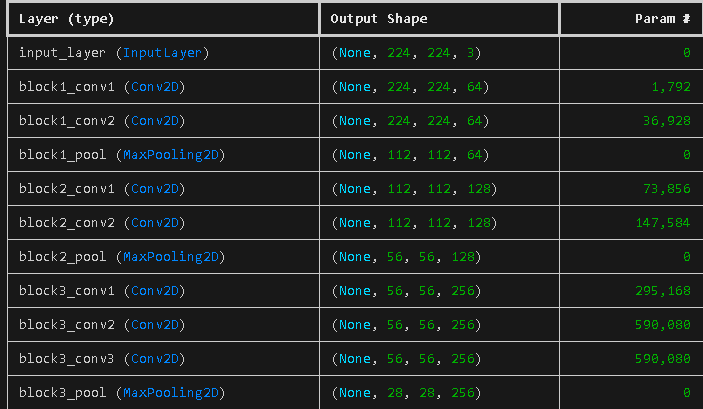 Layer (type) Output Shape Param #
input_layer (InputLayer) (None, 224, 224, 3) 0
block1_conv1 (Conv2D) (None, 224, 224, 64) 1,792
block1_conv2 (Conv2D) (None, 224, 224, 64) 36,928
block1_pool (MaxPooling2D) (None, 112, 112, 64) 0
block2_conv1 (Conv2D) (None, 112, 112, 128) 73,856
block2_conv2 (Conv2D) (None, 112, 112, 128) 147,584
block2_pool (MaxPooling2D) (None, 56, 56, 128) 0
block3_conv1 (Conv2D) (None, 56, 56, 256) 295,168
block3_conv2 (Conv2D) (None, 56, 56, 256) 590,080
block3_conv3 (Conv2D) (None, 56, 56, 256) 590,080
block3_pool (MaxPooling2D) (None, 28, 28, 256) 0